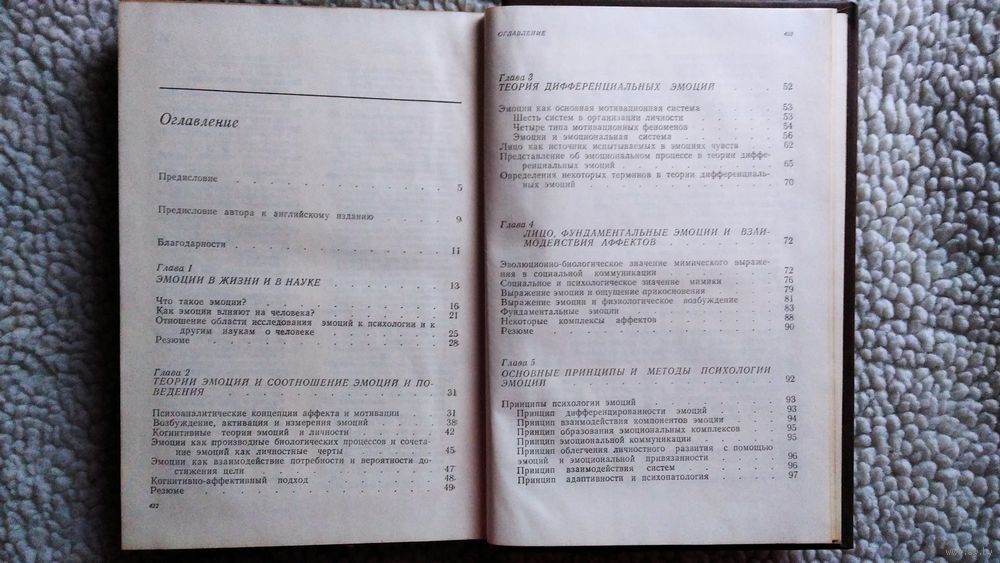 Оглавление
Предисловие . . . . . . . . . . 5
Предисловие автора к английскому изданию . . . . 9
Благодарности . . . . . . . . . . 11
Глава 1
ЭМОЦИИ В ЖИЗНИ И В НАУКЕ . . . . . . 13
Что такое эмоции? . . . . . . . . . 16
Как эмоции влияют на человека? . . . . . . 21
Отношение области исследования эмоций к психологии и к
другим наукам о человеке . . . . . . 25
Резюме . . . . . . . . . . . 28
Глава 2
ТЕОРИИ ЭМОЦИЙ И СООТНОШЕНИЕ ЭМОЦИЙ И ПО-
ВЕДЕНИЯ . . . . . . . . . . 31
Психоаналитические концепции аффекта и мотивации . . 31
Возбуждение, активация и измерения эмоций . . . . 38
Когнитивные теории эмоций и личности . . . . . 42
Эмоции как производные биологических процессов и сочета-
ние эмоций как личностные черты . . . . . 45
Эмоции как взаимодействие потребности и вероятности до-
стижения цели . . . . . . . . . 47
Когнитивно-аффективный подход . . . . . . 48
Резюме . . . . . . . . . . . 49
422
ОГЛАВЛЕНИЕ 423
Глава 3
ТЕОРИЯ ДИФФЕРЕНЦИАЛЬНЫХ ЭМОЦИЙ . . . 52
Эмоции как основная мотивационная система . . . . 53
Шесть систем в организации личности . . . . 53
Четыре типа мотивационных феноменов . . . . 54
Эмоции и эмоциональная система . . . . . 56
Лицо как источник испытываемых в эмоциях чувств . . 62
Представление об эмоциональном процессе в теории диффе-
ренциальных эмоций . . . . . . . 65
Определения некоторых терминов в теории дифференциаль-
ных эмоций . . . . . . . . . 70
Глава 4
ЛИЦО, ФУНДАМЕНТАЛЬНЫЕ ЭМОЦИИ И ВЗАИ-
МОДЕЙСТВИЯ АФФЕКТОВ . . . . . . 72
Эволюционно-биологическое значение мимического выраже-
ния в социальной коммуникации . . . . . 72
Социальное и психологическое значение мимики . . . 76
Выражение эмоции и ощущение прикосновения . . . 79
Выражение эмоции и физиологическое возбуждение . . 81
Фундаментальные эмоции . . . . . . . 83
Некоторые комплексы аффектов . . . . . . 88
Резюме . . . . . . . . . . . 90
Глава 5
ОСНОВНЫЕ ПРИНЦИПЫ И МЕТОДЫ ПСИХОЛОГИИ
ЭМОЦИИ . . . . . . . . . . 92
Принципы психологии эмоций . . . . . . . 93
Принцип дифференцированности эмоций . . . . 93
Принцип взаимодействия компонентов эмоции . . . 94
Принцип образования эмоциональных комплексов . . 95
Принцип эмоциональной коммуникации . . . . 95
Принцип облегчения личностного развития с помощью
эмоций и эмоциональной привязанности . . . 96
Принцип взаимодействия систем . . . . . 96
Принцип адаптивности и психопатология . . . . 97